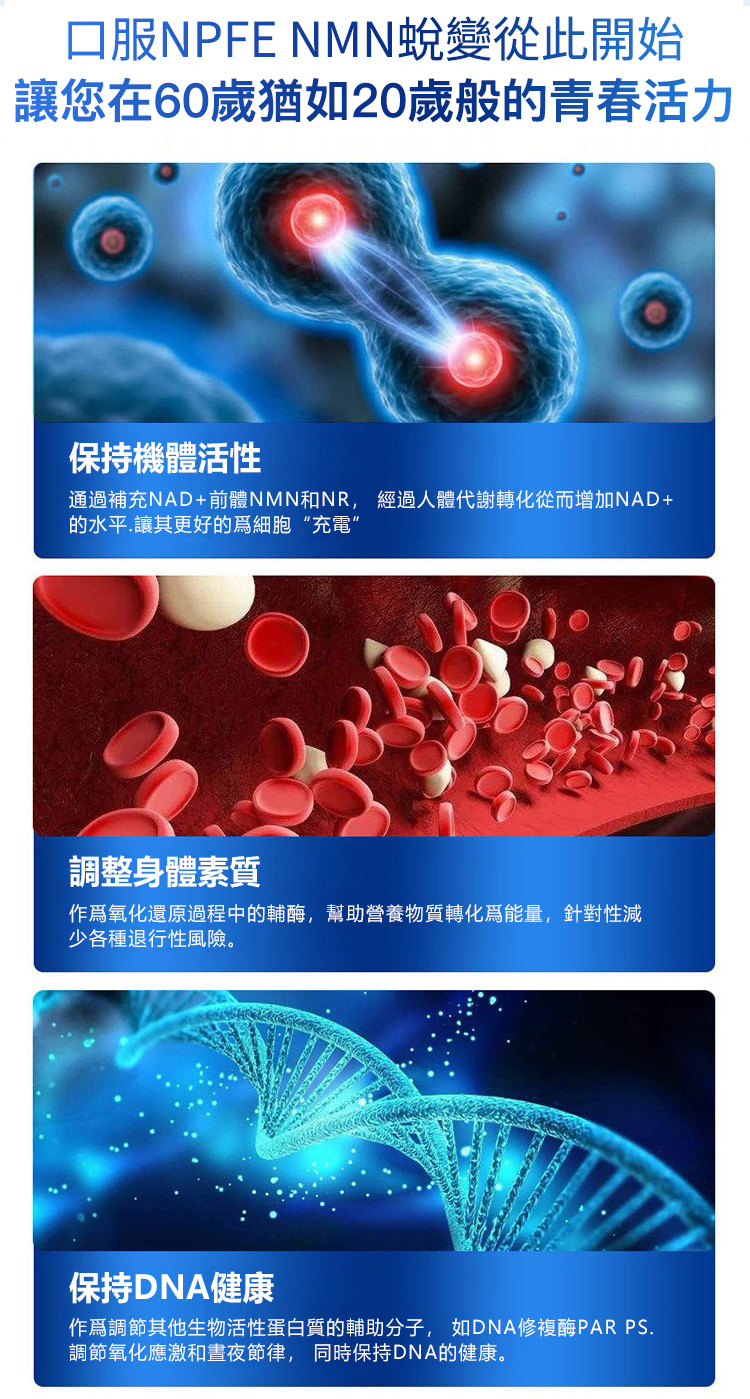 口服NPFE NMN蛻變從此開始
讓您在60歲猶如20歲般的青春活力
保持機體活性
通過補充NAD+前體NMN和NR， 經過人體代謝轉化從而增加NAD+
的水平.讓其更好的爲細胞“充電”
調整身體素質
作爲氧化還原過程中的輔酶，幫助營養物質轉化爲能量，針對性減
少各種退行性風險。
保持DNA健康
作爲調節其他生物活性蛋白質的輔助分子， 如DNA修複酶PAR PS.
調節氧化應激和晝夜節律， 同時保持DNA的健康。